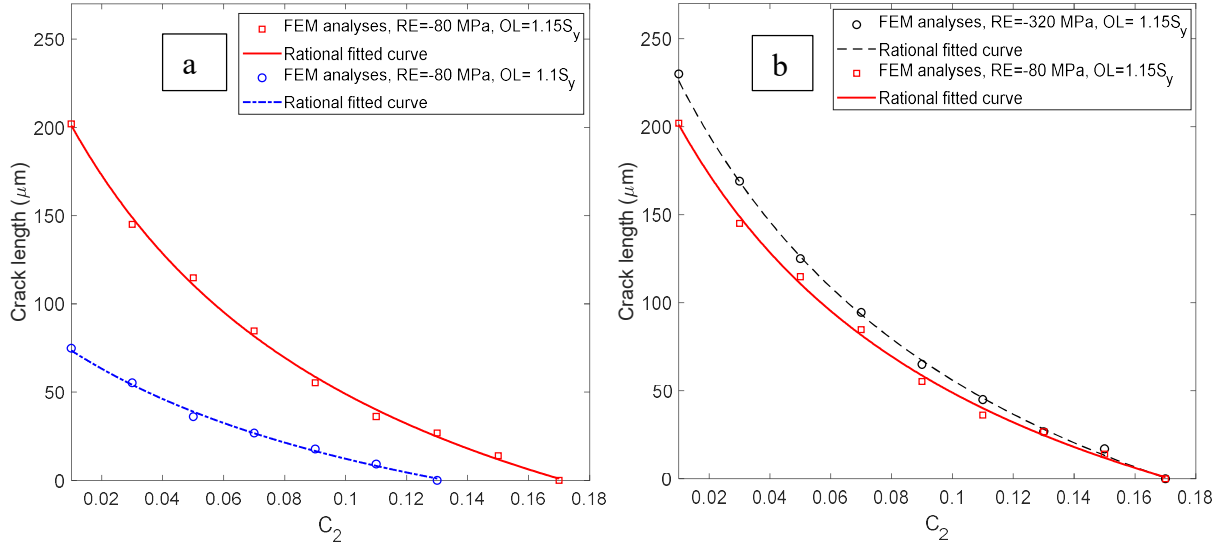 a
FEM analyses, RE=-80 MPa, OL=1.15Sy
Rational fitted curve
FEM analyses, RE=-80 MPa, OL= 1.1Sy
Rational fitted curve
250
200
150
100
50
0
Crack length (μm)
0.02 0.04 0.06 0.08 0.1 0.12 0.14 0.16 0.18
C2
b
FEM analyses, RE=-320 MPa, OL= 1.15Sy
Rational fitted curve
FEM analyses, RE=-80 MPa, OL=1.15Sy
Rational fitted curve
250
200
150
100
50
0
Crack length (μm)
0.02 0.04 0.06 0.08 0.1 0.12 0.14 0.16 0.18
C2